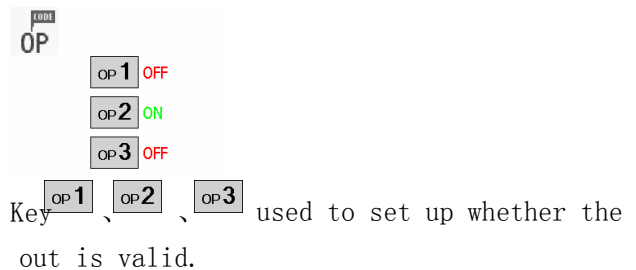 CODE
OP
OP1 OFF
OP2 ON
OP3 OFF
Key OP1 、OP2 、OP3 used to set up whether the
out is valid.